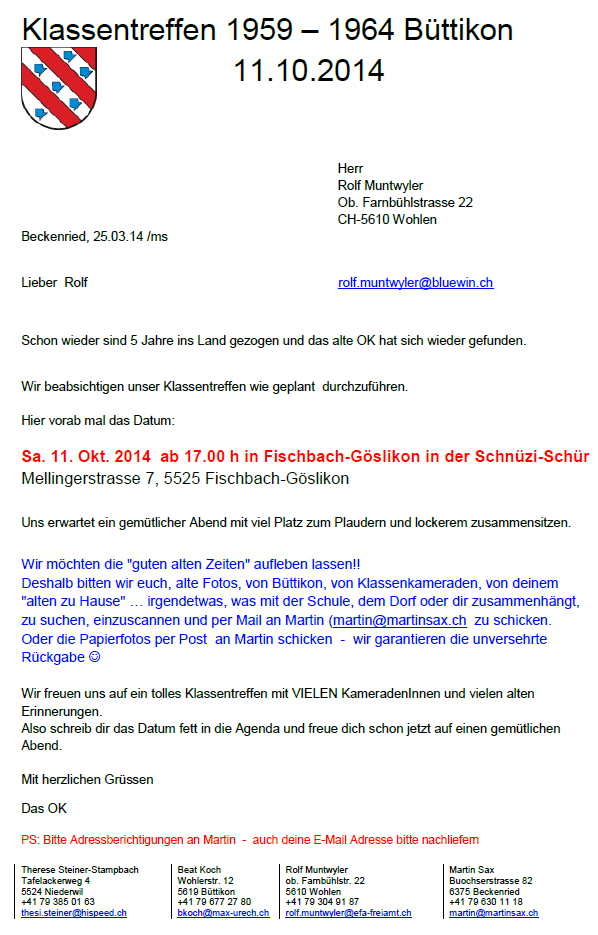 Klassentreffen 1959 – 1964 Büttikon
11.10.2014
Herr
Rolf Muntwyler
Ob. Farnbühlstrasse 22
CH-5610 Wohlen
Beckenried, 25.03.14 /ms
Lieber  Rolf
rolf.muntwyler@bluewin.ch
Schon wieder sind 5 Jahre ins Land gezogen und das alte OK hat sich wieder gefunden.
Wir beabsichtigen unser Klassentreffen wie geplant  durchzuführen.
Hier vorab mal das Datum:
Sa. 11. Okt. 2014  ab 17.00 h in Fischbach-Göslikon in der Schnüzi-Schür
Mellingerstrasse 7, 5525 Fischbach-Göslikon
Uns erwartet ein gemütlicher Abend mit viel Platz zum Plaudern und lockerem zusammensitzen.
Wir möchten die "guten alten Zeiten" aufleben lassen!!
Deshalb bitten wir euch, alte Fotos, von Büttikon, von Klassenkameraden, von deinem
"alten zu Hause" … irgendetwas, was mit der Schule, dem Dorf oder dir zusammenhängt,
zu suchen, einzuscannen und per Mail an Martin (martin@martinsax.ch  zu schicken.
Oder die Papierfotos per Post  an Martin schicken  -  wir garantieren die unversehrte
Rückgabe ☺
Wir freuen uns auf ein tolles Klassentreffen mit VIELEN KameradenInnen und vielen alten
Erinnerungen.
Also schreib dir das Datum fett in die Agenda und freue dich schon jetzt auf einen gemütlichen
Abend.
Mit herzlichen Grüssen
Das OK
PS: Bitte Adressberichtigungen an Martin  -  auch deine E-Mail Adresse bitte nachliefern
Therese Steiner-Stampbach
Tafelackerweg 4
5524 Niederwil
+41 79 385 01 63
thesi.steiner@hispeed.ch
Beat Koch
Wohlerstr. 12
5619 Büttikon
+41 79 677 27 80
bkoch@max-urech.ch
Rolf Muntwyler
ob. Farnbühlstr. 22
5610 Wohlen
+41 79 304 91 87
rolf.muntwyler@efa-freiamt.ch
Martin Sax
Buochserstrasse 82
6375 Beckenried
+41 79 630 11 18
martin@martinsax.ch